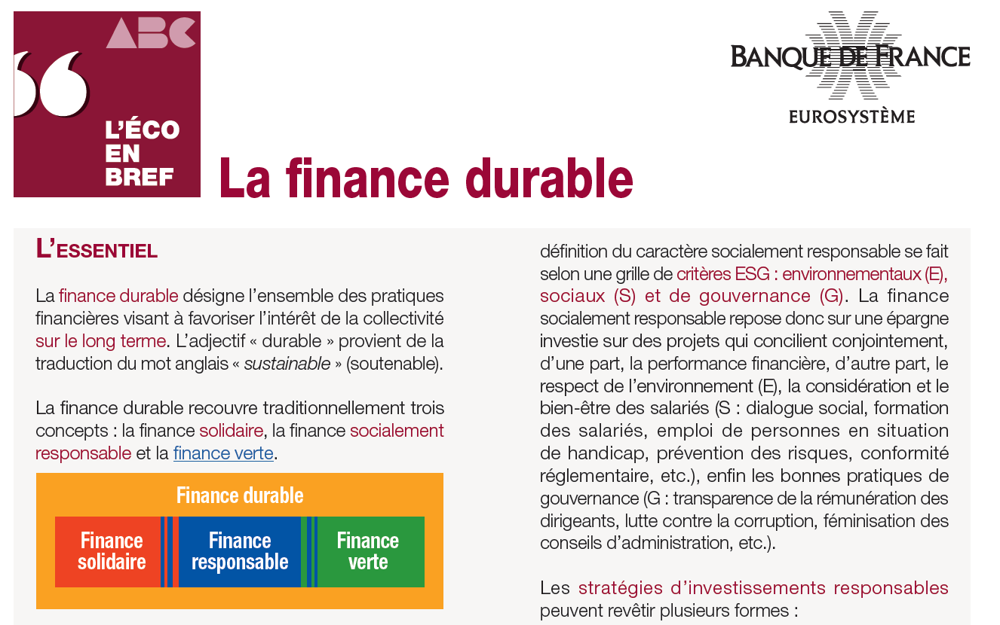 ABC
L’ÉCO
EN
BREF
BANQUE DE FRANCE
EUROSYSTÈME
La finance durable
L’ESSENTIEL
La finance durable désigne l’ensemble des pratiques
financières visant à favoriser l’intérêt de la collectivité
sur le long terme. L’adjectif « durable » provient de la
traduction du mot anglais « sustainable » (soutenable).
La finance durable recouvre traditionnellement trois
concepts : la finance solidaire, la finance socialement
responsable et la finance verte.
Finance durable
Finance
solidaire
Finance
responsable
Finance
verte
définition du caractère socialement responsable se fait
selon une grille de critères ESG : environnementaux (E),
sociaux (S) et de gouvernance (G). La finance
socialement responsable repose donc sur une épargne
investie sur des projets qui concilient conjointement,
d’une part, la performance financière, d’autre part, le
respect de l’environnement (E), la considération et le
bien-être des salariés (S : dialogue social, formation
des salariés, emploi de personnes en situation
de handicap, prévention des risques, conformité
réglementaire, etc.), enfin les bonnes pratiques de
gouvernance (G : transparence de la rémunération des
dirigeants, lutte contre la corruption, féminisation des
conseils d’administration, etc.).
Les stratégies d’investissements responsables
peuvent revêtir plusieurs formes :